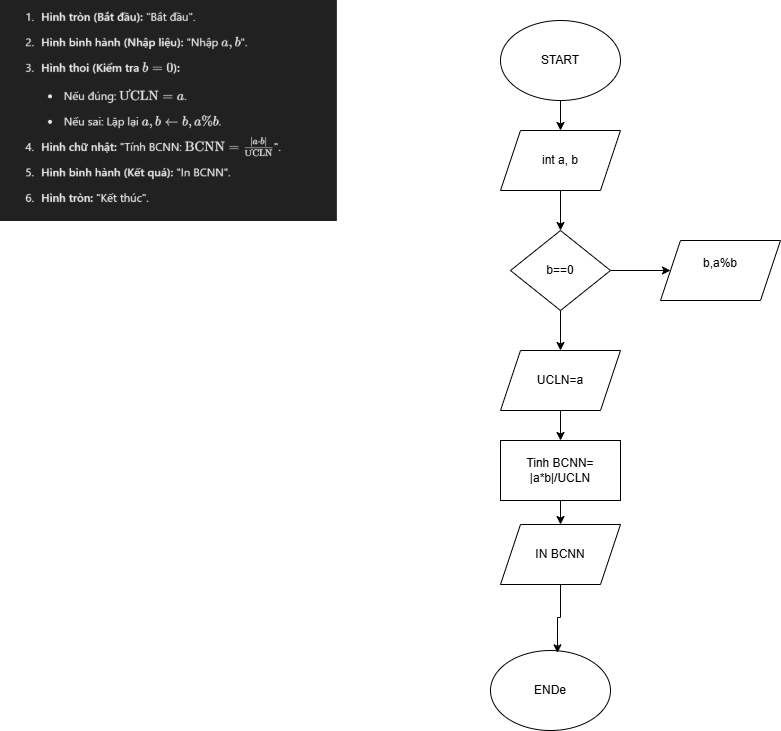 1. Hình tròn (Bắt đầu): "Bắt đầu".
2. Hình bình hành (Nhập liệu): "Nhập a, b".
3. Hình thoi (Kiểm tra b = 0):
• Nếu đúng: ƯCLN = a.
• Nếu sai: Lặp lại a, b ← b, a%b.
4. Hình chữ nhật: "Tính BCNN: BCNN = |a·b|/ƯCLN".
5. Hình bình hành (Kết quả): "In BCNN".
6. Hình tròn: "Kết thúc".
START
int a, b
b==0
b,a%b
UCLN=a
Tinh BCNN=
|a*b|/UCLN
IN BCNN
ENDe